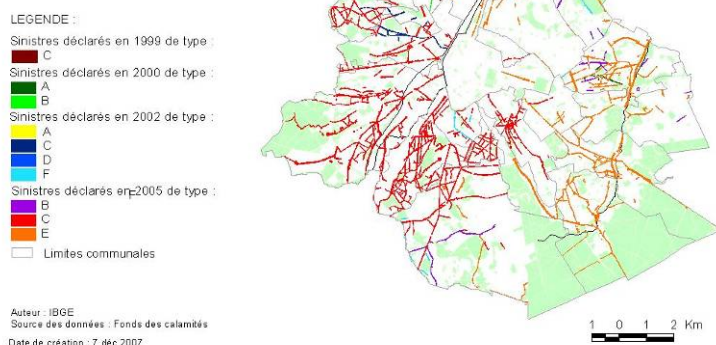 LEGENDE :
Sinistres déclarés en 1999 de type :
C
Sinistres déclarés en 2000 de type :
A
B
Sinistres déclarés en 2002 de type :
A
C
D
F
Sinistres déclarés en 2005 de type :
F
B
C
E
Limites communales
Auteur : IBGE
Source des données : Fonds des calamités
Date de création : 7 déc 2007
1 0 1 2 Km